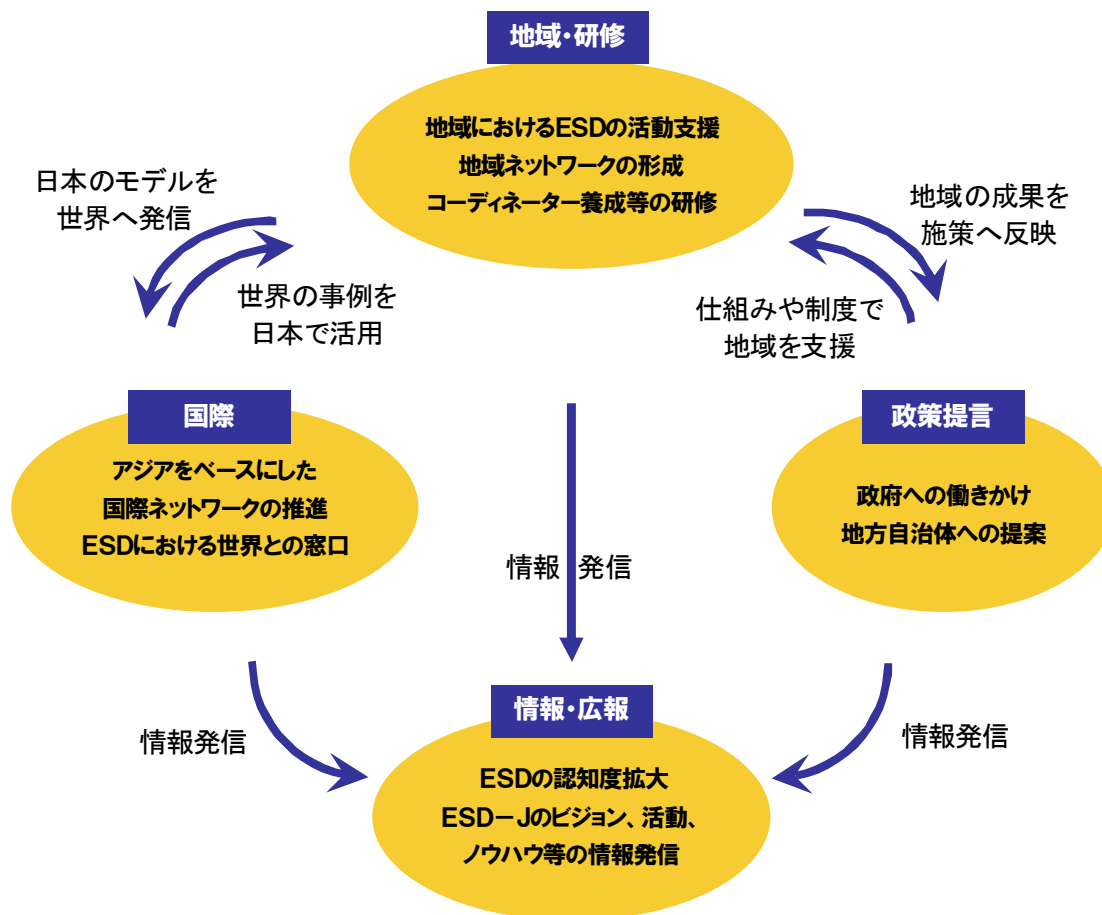 地域・研修
地域におけるESDの活動支援
地域ネットワークの形成
コーディネーター養成等の研修
日本のモデルを
世界へ発信
地域の成果を
施策へ反映
世界の事例を
日本で活用
仕組みや制度で
地域を支援
国際
アジアをベースにした
国際ネットワークの推進
ESDにおける世界との窓口
政策提言
政府への働きかけ
地方自治体への提案
情報 発信
情報発信
情報発信
情報・広報
ESDの認知度拡大
ESD−Jのビジョン、活動、
ノウハウ等の情報発信